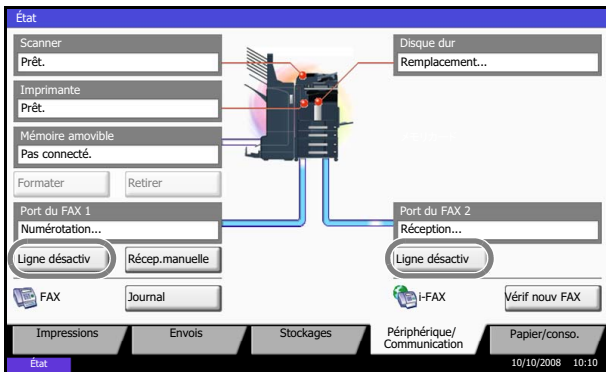 État
Scanner
Prêt.
Disque dur
Remplacement...
Imprimante
Prêt.
Mémoire amovible
Pas connecté.
Formater
Retirer
Port du FAX 1
Numérotation...
Port du FAX 2
Réception...
Ligne désactiv
Récep.manuelle
Ligne désactiv
FAX
Journal
i-FAX
Vérif nouv FAX
Impressions
Envois
Stockages
Périphérique/
Communication
Papier/conso.
État
10/10/2008 10:10